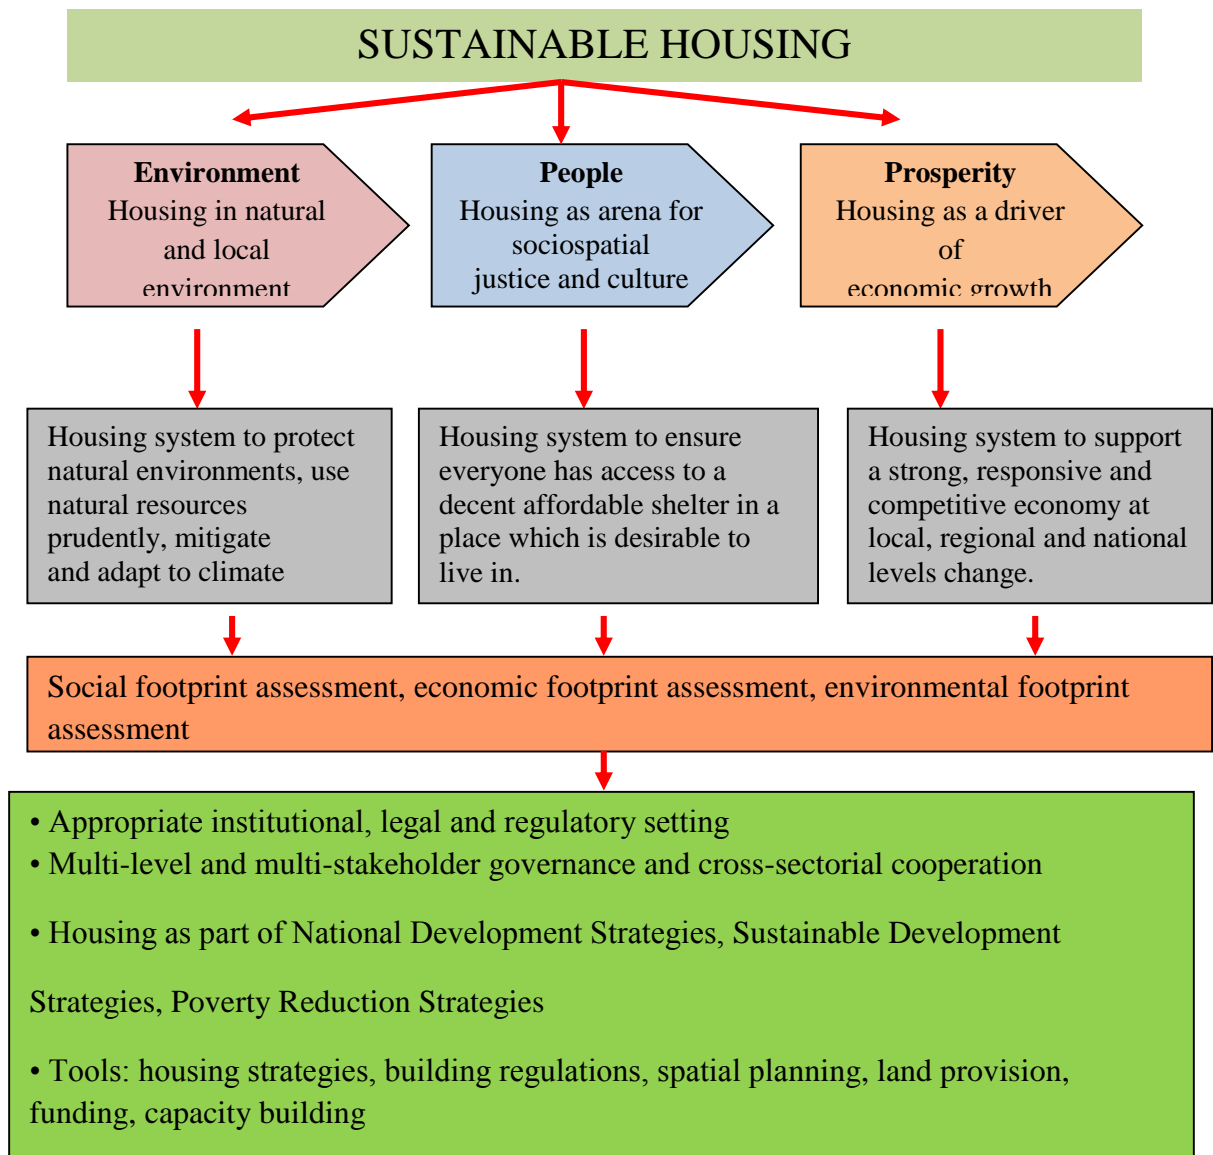 SUSTAINABLE HOUSING
Environment
Housing in natural
and local
environment
People
Housing as arena for
sociospatial
justice and culture
Prosperity
Housing as a driver
of
economic growth
Housing system to protect
natural environments, use
natural resources
prudently, mitigate
and adapt to climate
Housing system to ensure
everyone has access to a
decent affordable shelter in a
place which is desirable to
live in.
Housing system to support
a strong, responsive and
competitive economy at
local, regional and national
levels change.
Social footprint assessment, economic footprint assessment, environmental footprint
assessment
• Appropriate institutional, legal and regulatory setting
• Multi-level and multi-stakeholder governance and cross-sectorial cooperation
• Housing as part of National Development Strategies, Sustainable Development
Strategies, Poverty Reduction Strategies
• Tools: housing strategies, building regulations, spatial planning, land provision,
funding, capacity building